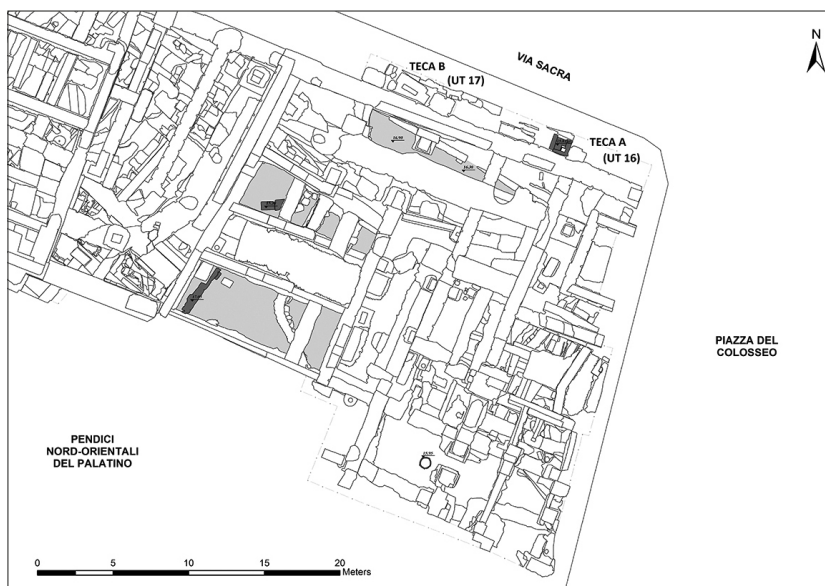 N
VIA SACRA
TECA B
(UT 17)
TECA A
(UT 16)
PIAZZA DEL
COLOSSEO
PENDICI
NORD-ORIENTALI
DEL PALATINO
0 5 10 15 20
Meters